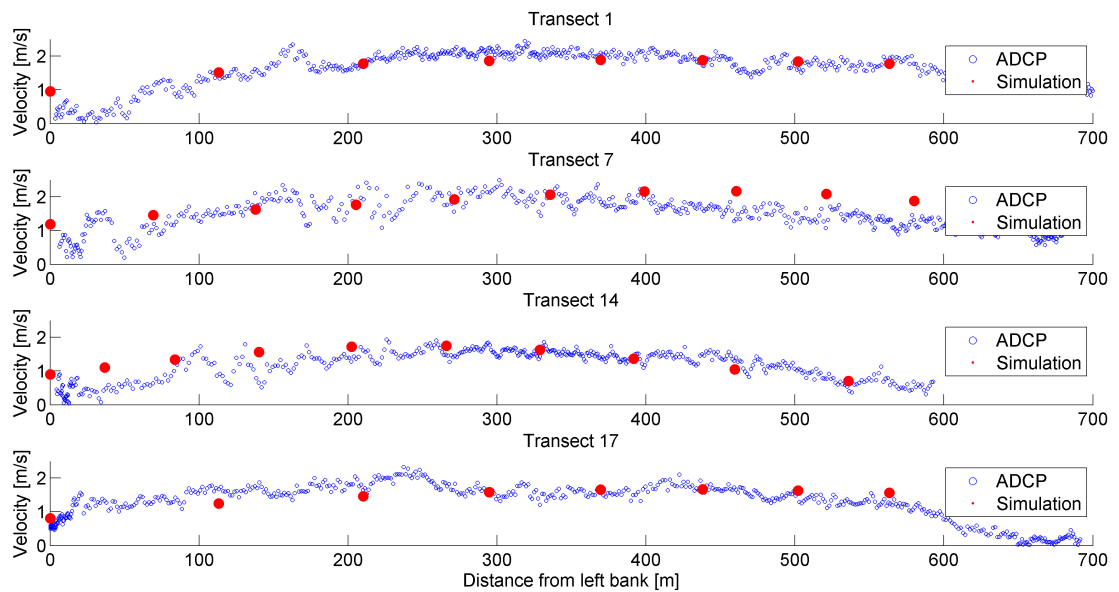 Transect 1
Velocity [m/s]
2
1
0
0 100 200 300 400 500 600 700
ADCP
Simulation
Transect 7
Velocity [m/s]
2
1
0
0 100 200 300 400 500 600 700
ADCP
Simulation
Transect 14
Velocity [m/s]
2
1
0
0 100 200 300 400 500 600 700
ADCP
Simulation
Transect 17
Velocity [m/s]
2
1
0
0 100 200 300 400 500 600 700
ADCP
Simulation
Distance from left bank [m]